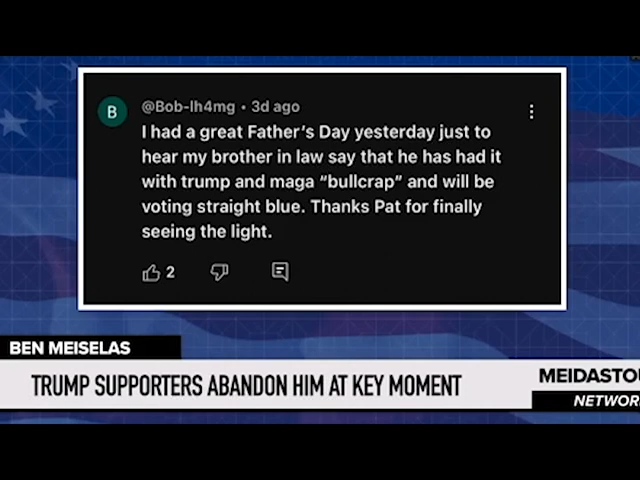 B
@Bob-lh4mg • 3d ago
I had a great Father's Day yesterday just to
hear my brother in law say that he has had it
with trump and maga "bullcrap" and will be
voting straight blue. Thanks Pat for finally
seeing the light.
2
BEN MEISELAS
TRUMP SUPPORTERS ABANDON HIM AT KEY MOMENT
MEIDASTOU
NETWOR